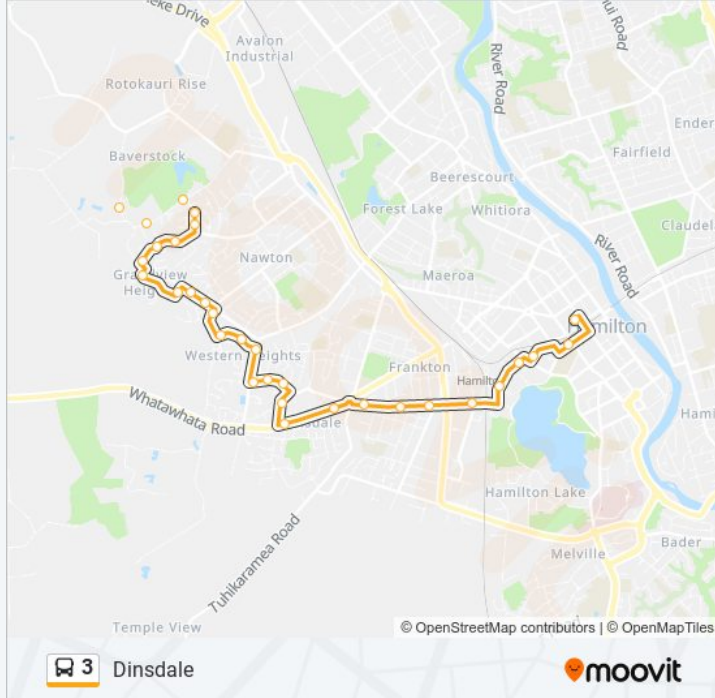 Avalon
Industrial
Rotokauri Rise
River Road
Baverstock
Fairfield
Beerescourt
Forest Lake
Whitiora
River Road
Nawton
Maeroa
Hamilton
Western Heights
Frankton
Whatawhata Road
Hamilton Lake
Melville
Bader
Tuhikaramea Road
Temple View
© OpenStreetMap contributors | © OpenMapTiles
3 Dinsdale
moovit